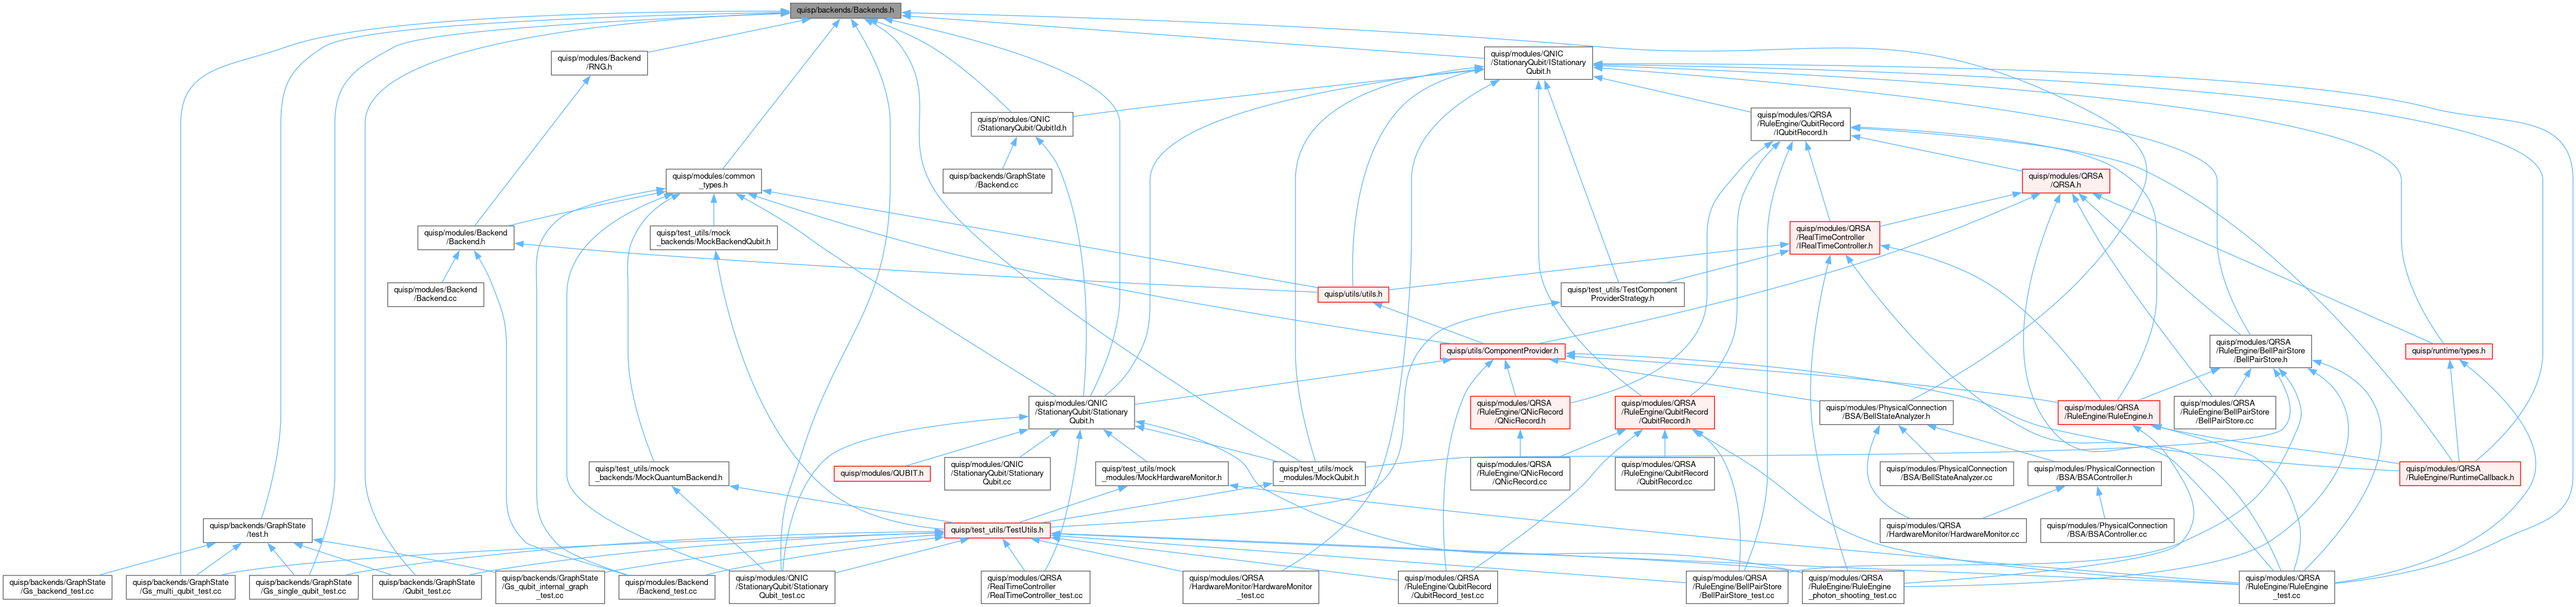 quisp/backends/Backends.h
quisp/modules/Backend
/RNG.h
quisp/modules/QNIC
/StationaryQubit/IStationary
Qubit.h
quisp/modules/QNIC
/StationaryQubit/QubitId.h
quisp/modules/QRSA
/RuleEngine/QubitRecord
/IQubitRecord.h
quisp/backends/GraphState
/Backend.cc
quisp/modules/common
_types.h
quisp/modules/QRSA
/QRSA.h
quisp/modules/Backend
/Backend.h
quisp/test_utils/mock
_backends/MockBackendQubit.h
quisp/modules/QRSA
/RealTimeController
/IRealTimeController.h
quisp/modules/Backend
/Backend.cc
quisp/utils/utils.h
quisp/test_utils/TestComponent
ProviderStrategy.h
quisp/utils/ComponentProvider.h
quisp/modules/QRSA
/RuleEngine/BellPairStore
/BellPairStore.h
quisp/runtime/types.h
quisp/modules/QNIC
/StationaryQubit/Stationary
Qubit.h
quisp/modules/QRSA
/RuleEngine/QNicRecord
/QNicRecord.h
quisp/modules/QRSA
/RuleEngine/QubitRecord
/QubitRecord.h
quisp/modules/PhysicalConnection
/BSA/BellStateAnalyzer.h
quisp/modules/QRSA
/RuleEngine/RuleEngine.h
quisp/modules/QRSA
/RuleEngine/BellPairStore
/BellPairStore.cc
quisp/test_utils/mock
_backends/MockQuantumBackend.h
quisp/modules/QUBIT.h
quisp/modules/QNIC
/StationaryQubit/Stationary
Qubit.cc
quisp/test_utils/mock
_modules/MockHardwareMonitor.h
quisp/test_utils/mock
_modules/MockQubit.h
quisp/modules/QRSA
/RuleEngine/QNicRecord
/QNicRecord.cc
quisp/modules/QRSA
/RuleEngine/QubitRecord
/QubitRecord.cc
quisp/modules/PhysicalConnection
/BSA/BellStateAnalyzer.cc
quisp/modules/PhysicalConnection
/BSA/BSAController.h
quisp/modules/QRSA
/RuleEngine/RuntimeCallback.h
quisp/backends/GraphState
/test.h
quisp/test_utils/TestUtils.h
quisp/modules/QRSA
/HardwareMonitor/HardwareMonitor.cc
quisp/modules/PhysicalConnection
/BSA/BSAController.cc
quisp/backends/GraphState
/Gs_backend_test.cc
quisp/backends/GraphState
/Gs_multi_qubit_test.cc
quisp/backends/GraphState
/Gs_single_qubit_test.cc
quisp/backends/GraphState
/Qubit_test.cc
quisp/backends/GraphState
/Gs_qubit_internal_graph
_test.cc
quisp/modules/Backend
/Backend_test.cc
quisp/modules/QNIC
/StationaryQubit/Stationary
Qubit_test.cc
quisp/modules/QRSA
/RealTimeController
/RealTimeController_test.cc
quisp/modules/QRSA
/HardwareMonitor/HardwareMonitor
_test.cc
quisp/modules/QRSA
/RuleEngine/QubitRecord
/QubitRecord_test.cc
quisp/modules/QRSA
/RuleEngine/BellPairStore
/BellPairStore_test.cc
quisp/modules/QRSA
/RuleEngine/RuleEngine
_photon_shooting_test.cc
quisp/modules/QRSA
/RuleEngine/RuleEngine
_test.cc